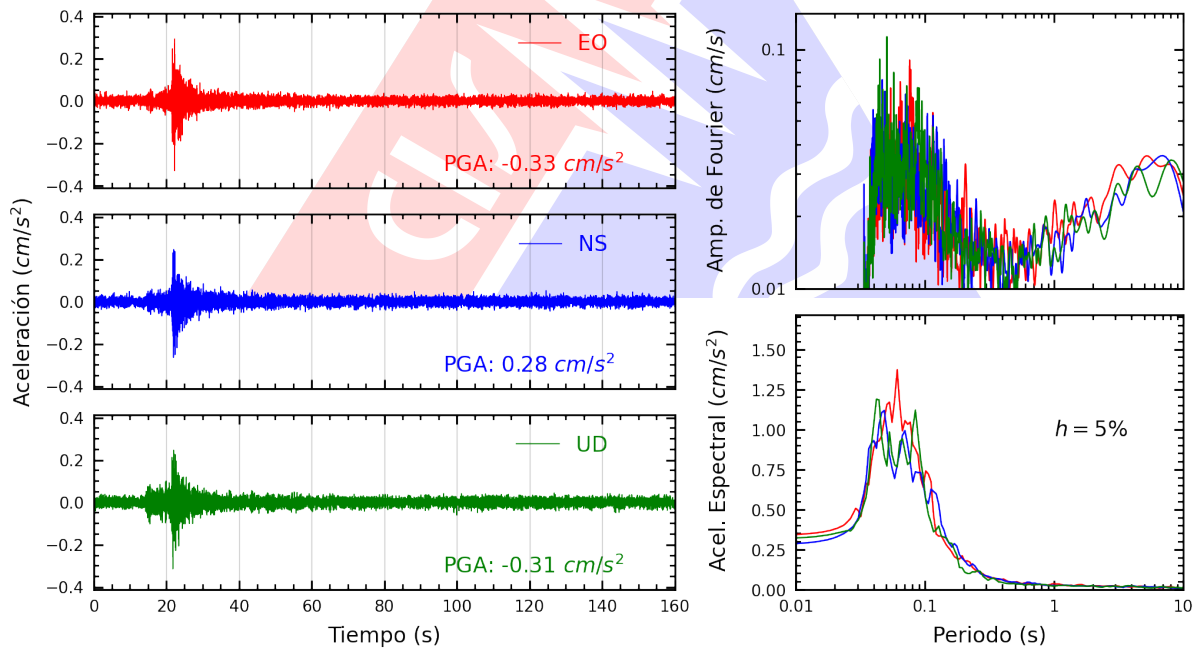 Aceleración (cm/s²)
0.4
0.2
0.0
−0.2
−0.4
EO
PGA: -0.33 cm/s²
0.4
0.2
0.0
−0.2
−0.4
NS
PGA: 0.28 cm/s²
0.4
0.2
0.0
−0.2
−0.4
UD
PGA: -0.31 cm/s²
0 20 40 60 80 100 120 140 160
Tiempo (s)
Amp. de Fourier (cm/s)
0.1
0.01
Acel. Espectral (cm/s²)
1.50
1.25
1.00
0.75
0.50
0.25
0.00
h = 5%
0.01 0.1 1 10
Periodo (s)